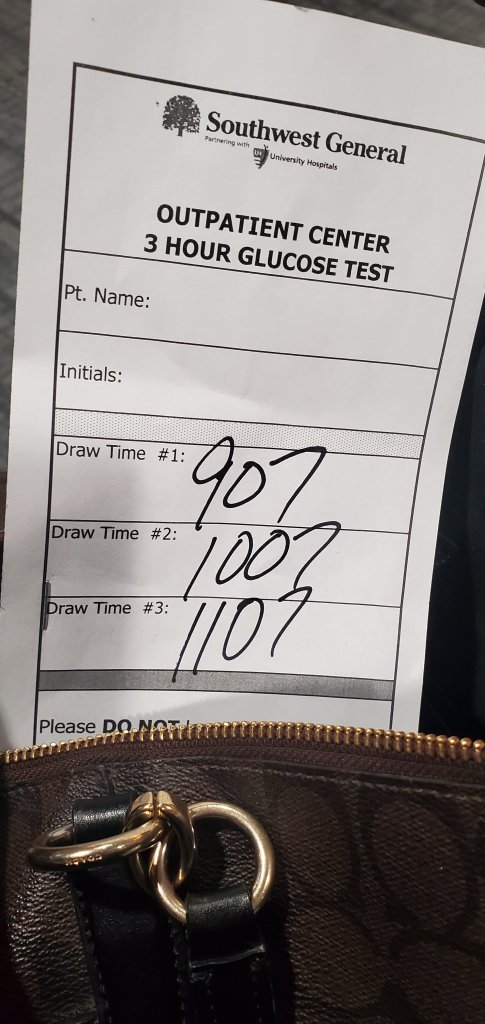 Southwest General
Partnering with
University Hospitals
OUTPATIENT CENTER
3 HOUR GLUCOSE TEST
Pt. Name:
Initials:
Draw Time #1: 907
Draw Time #2: 1007
Draw Time #3: 1107
Please DO NOT